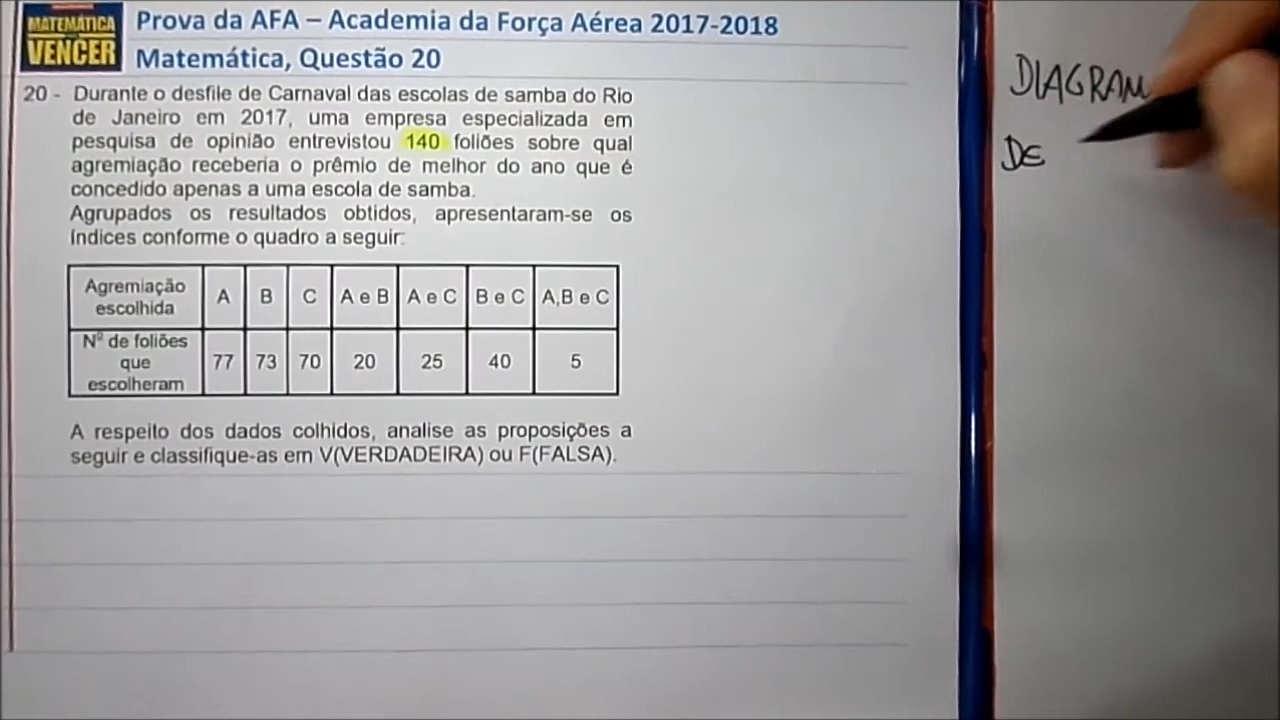 MATEMÁTICA
VENCER
Prova da AFA – Academia da Força Aérea 2017-2018
Matemática, Questão 20
20 - Durante o desfile de Carnaval das escolas de samba do Rio
de Janeiro em 2017, uma empresa especializada em
pesquisa de opinião entrevistou 140 foliões sobre qual
agremiação receberia o prêmio de melhor do ano que é
concedido apenas a uma escola de samba.
Agrupados os resultados obtidos, apresentaram-se os
índices conforme o quadro a seguir:
Agremiação
escolhida
A B C A e B A e C B e C A,B e C
Nº de foliões
que
escolheram
77 73 70 20 25 40 5
A respeito dos dados colhidos, analise as proposições a
seguir e classifique-as em V(VERDADEIRA) ou F(FALSA).
DIAGRAM
DE